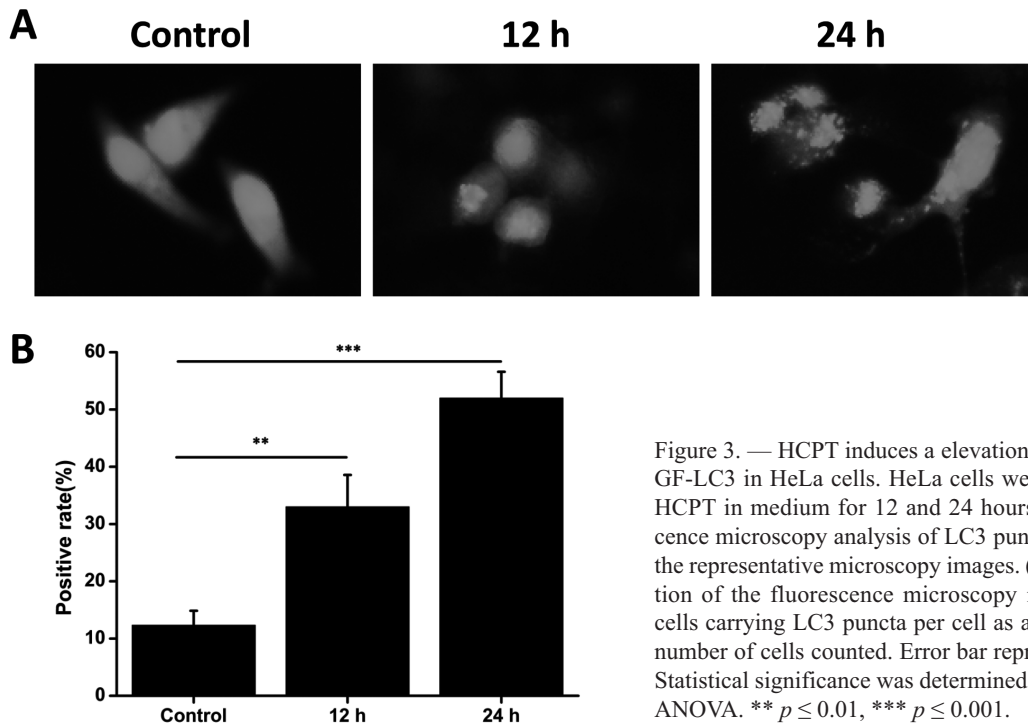 A
Control
12 h
24 h
B
60
50
40
30
20
10
0
Positive rate(%)
***
**
Control
12 h
24 h
Figure 3. — HCPT induces a elevation
GF-LC3 in HeLa cells. HeLa cells we
HCPT in medium for 12 and 24 hours
cence microscopy analysis of LC3 pun
the representative microscopy images. (
tion of the fluorescence microscopy
cells carrying LC3 puncta per cell as a
number of cells counted. Error bar repr
Statistical significance was determined
ANOVA. ** p ≤ 0.01, *** p ≤ 0.001.